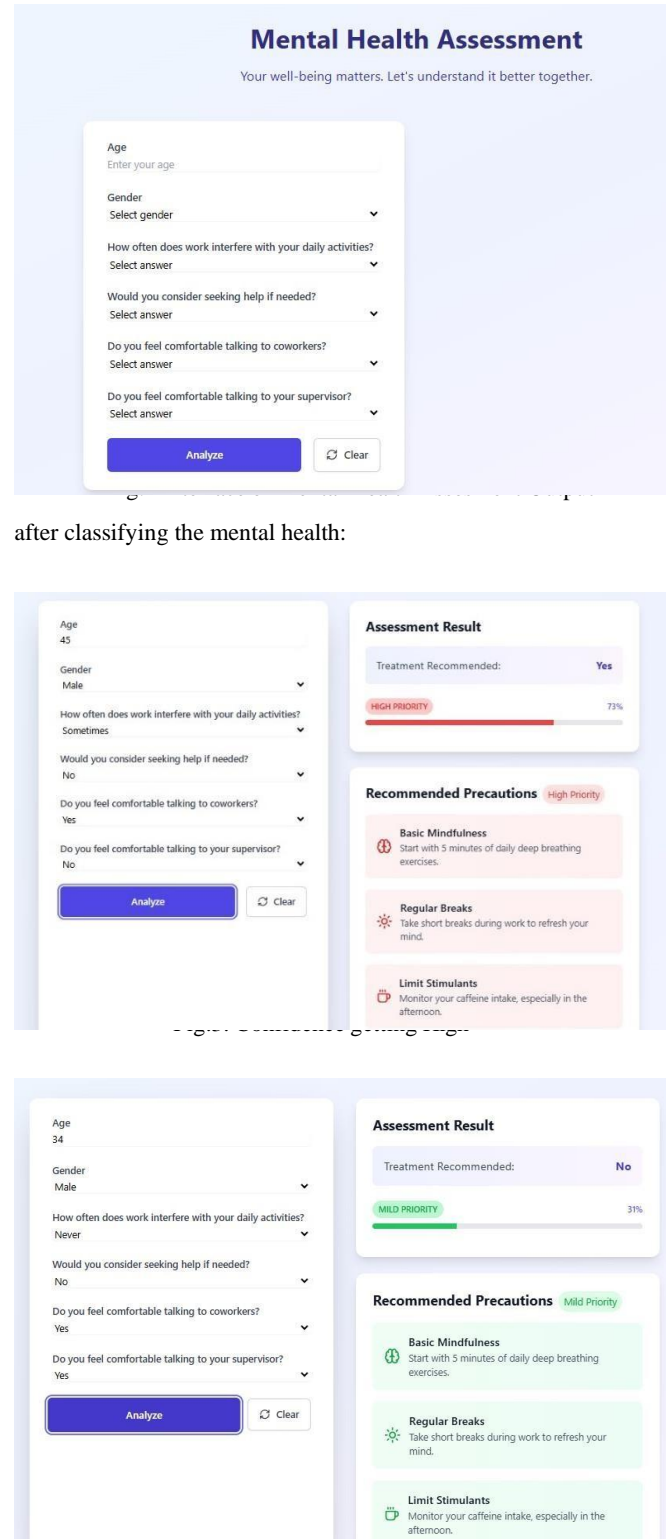 Mental Health Assessment
Your well-being matters. Let's understand it better together.
Age
Enter your age
Gender
Select gender
How often does work interfere with your daily activities?
Select answer
Would you consider seeking help if needed?
Select answer
Do you feel comfortable talking to coworkers?
Select answer
Do you feel comfortable talking to your supervisor?
Select answer
Analyze
Clear
after classifying the mental health:
Age
45
Gender
Male
How often does work interfere with your daily activities?
Sometimes
Would you consider seeking help if needed?
No
Do you feel comfortable talking to coworkers?
Yes
Do you feel comfortable talking to your supervisor?
No
Analyze
Clear
Assessment Result
Treatment Recommended: Yes
HIGH PRIORITY 73%
Recommended Precautions High Priority
Basic Mindfulness
Start with 5 minutes of daily deep breathing
exercises.
Regular Breaks
Take short breaks during work to refresh your
mind.
Limit Stimulants
Monitor your caffeine intake, especially in the
afternoon.
Age
34
Gender
Male
How often does work interfere with your daily activities?
Never
Would you consider seeking help if needed?
No
Do you feel comfortable talking to coworkers?
Yes
Do you feel comfortable talking to your supervisor?
Yes
Analyze
Clear
Assessment Result
Treatment Recommended: No
MILD PRIORITY 31%
Recommended Precautions Mild Priority
Basic Mindfulness
Start with 5 minutes of daily deep breathing
exercises.
Regular Breaks
Take short breaks during work to refresh your
mind.
Limit Stimulants
Monitor your caffeine intake, especially in the
afternoon.